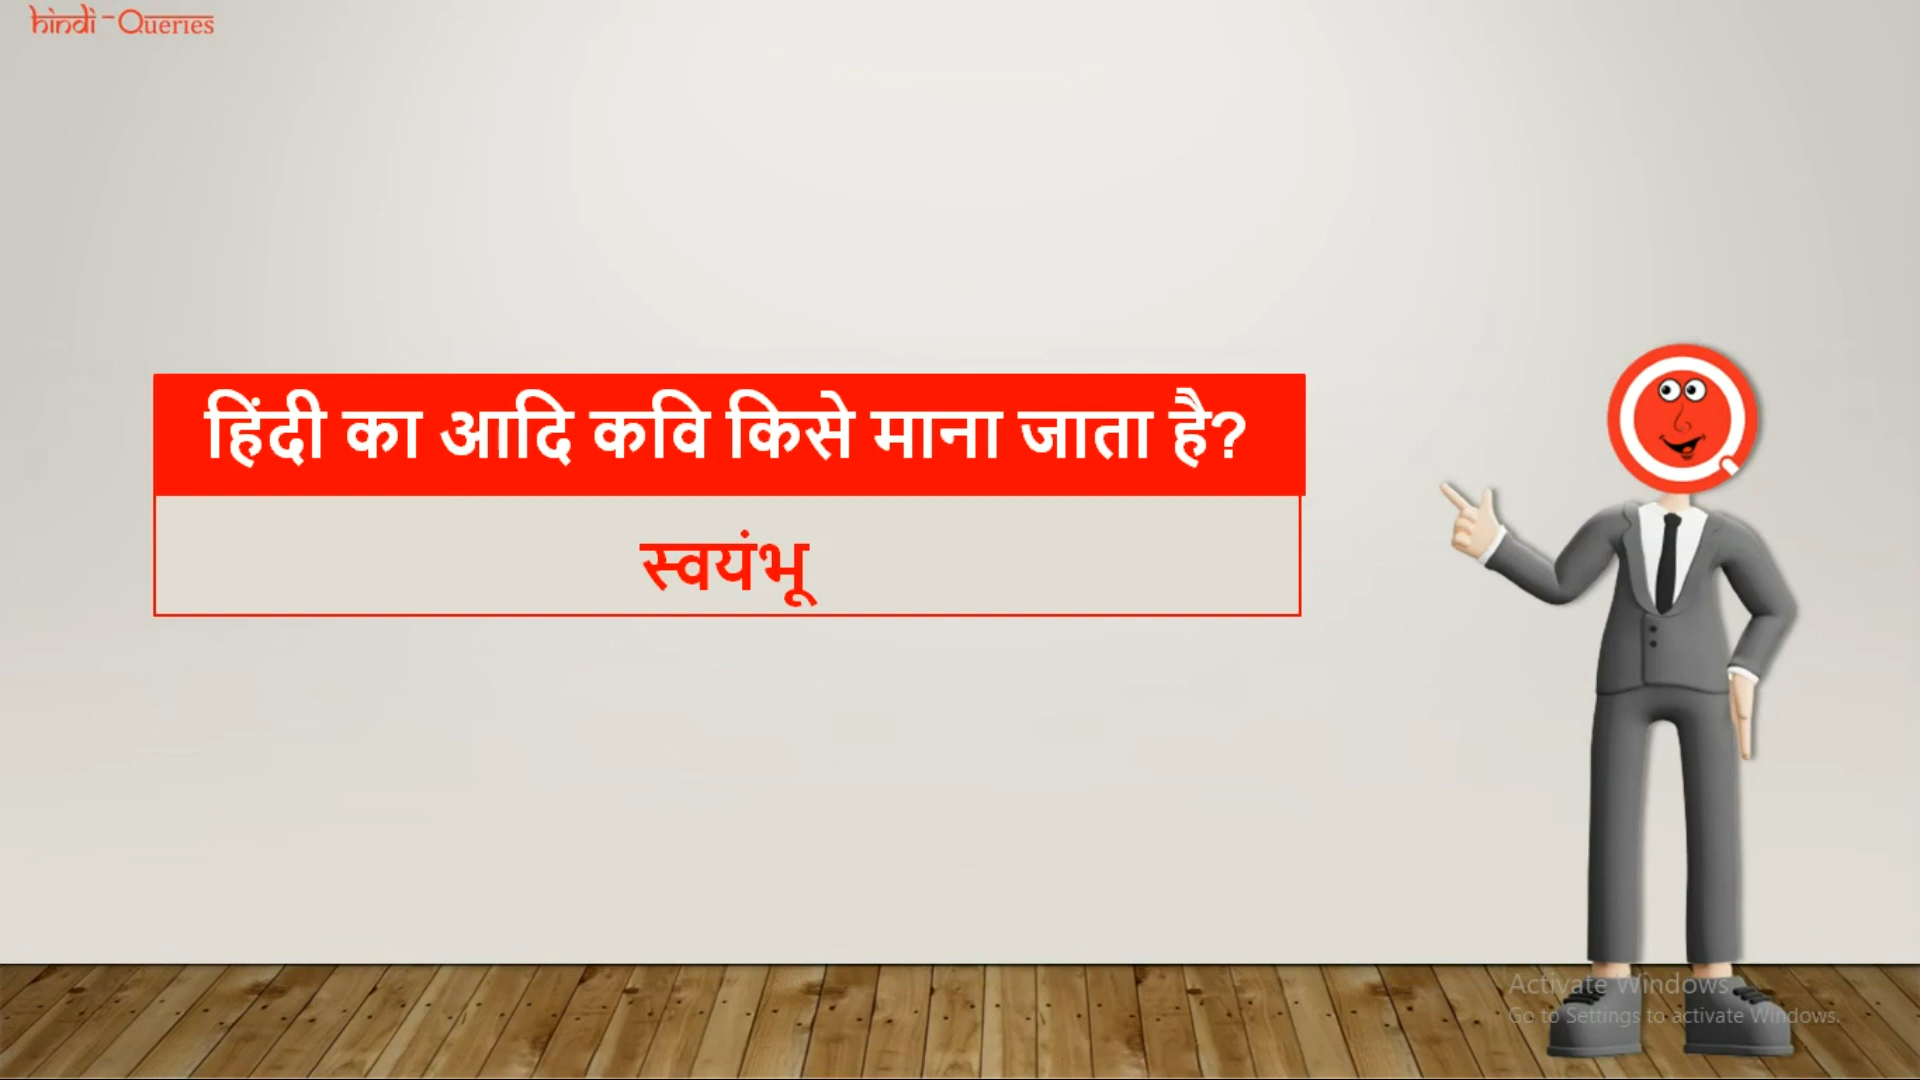 hindi-Queries
हिंदी का आदि कवि किसे माना जाता है?
स्वयंभू
Activate Windows
Go to Settings to activate Windows.